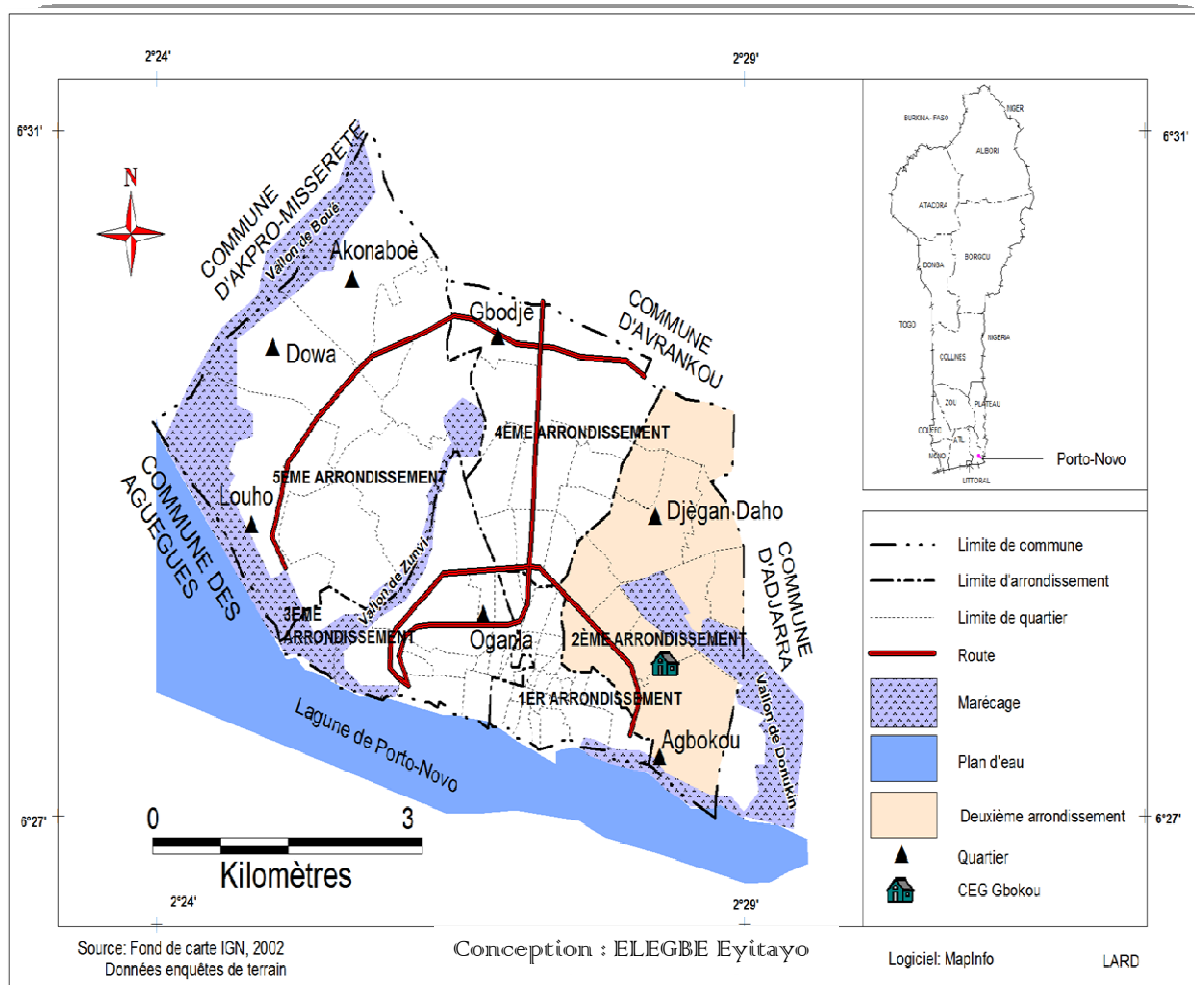 2°24'
2°29'
6°31'
6°31'
N
COMMUNE
D'AKPRO-MISSERETE
Vallon de Boué
Akonaboè
Dowa
Gbodjè
COMMUNE
D'AVRANKOU
4EME ARRONDISSEMENT
5EME ARRONDISSEMENT
Louho
COMMUNE DES
AGUEGUES
Djègan Daho
Vallon de Zunvi
COMMUNE
D'ADJARRA
3EME
ARRONDISSEMENT
Ogania
2ÈME ARRONDISSEMENT
1ER ARRONDISSEMENT
Vallon de Donukin
Agbokou
Lagune de Porto-Novo
6°27'
6°27'
0 3
Kilomètres
2°24'
2°29'
BURKINA - FASO
NIGER
ALIBORI
ATACORA
DONGA
BORGOU
TOGO
NIGERIA
COLLINES
ZOU
PLATEAU
COUFFO
ATL
MONO
LITTORAL
Porto-Novo
Limite de commune
Limite d'arrondissement
Limite de quartier
Route
Marécage
Plan d'eau
Deuxième arrondissement
Quartier
CEG Gbokou
Source: Fond de carte IGN, 2002
Données enquêtes de terrain
Conception : ELEGBE Eyitayo
Logiciel: MapInfo
LARD